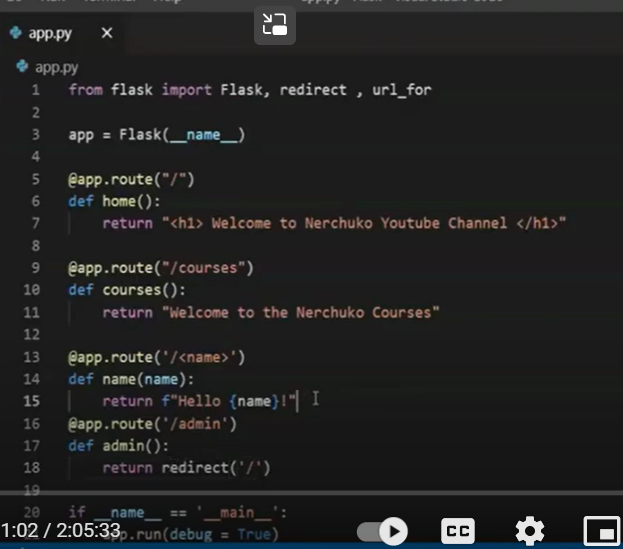 app.py ×
app.py
1 from flask import Flask, redirect , url_for
2
3 app = Flask(__name__)
4
5 @app.route("/")
6 def home():
7     return "<h1> Welcome to Nerchuko Youtube Channel </h1>"
8
9 @app.route("/courses")
10 def courses():
11     return "Welcome to the Nerchuko Courses"
12
13 @app.route('/<name>')
14 def name(name):
15     return f"Hello {name}!"
16 @app.route('/admin')
17 def admin():
18     return redirect('/')
19
20 if __name__ == '__main__':
app.run(debug = True)
1:02 / 2:05:33
CC